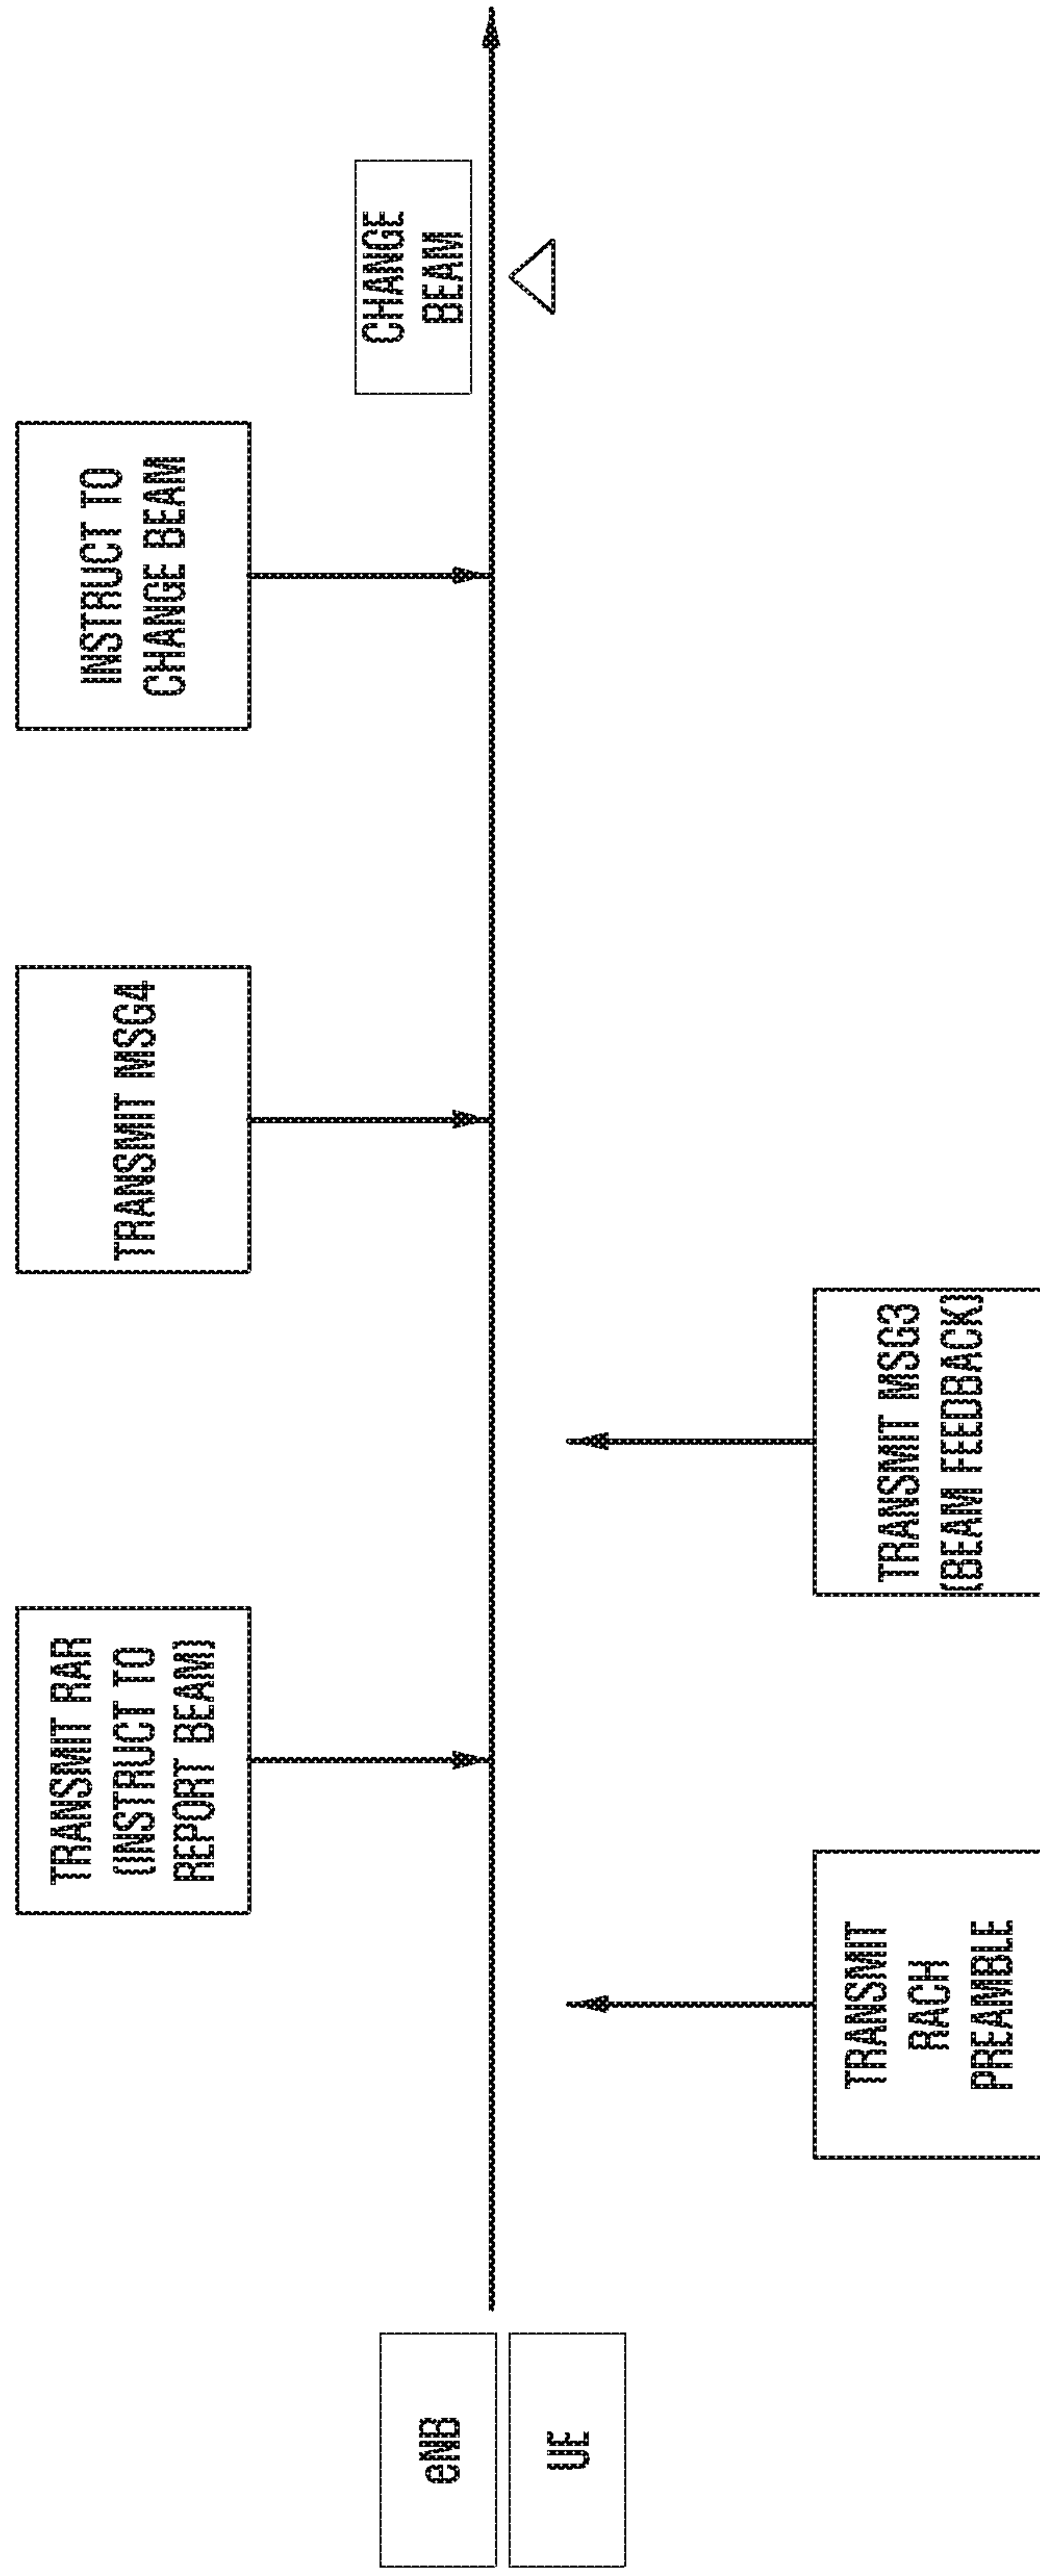 eNB
UE
TRANSMIT
RACH
PREAMBLE
TRANSMIT RAR
(INSTRUCT TO
REPORT BEAM)
TRANSMIT MSG3
(BEAM FEEDBACK)
TRANSMIT MSG4
INSTRUCT TO
CHANGE BEAM
CHANGE
BEAM